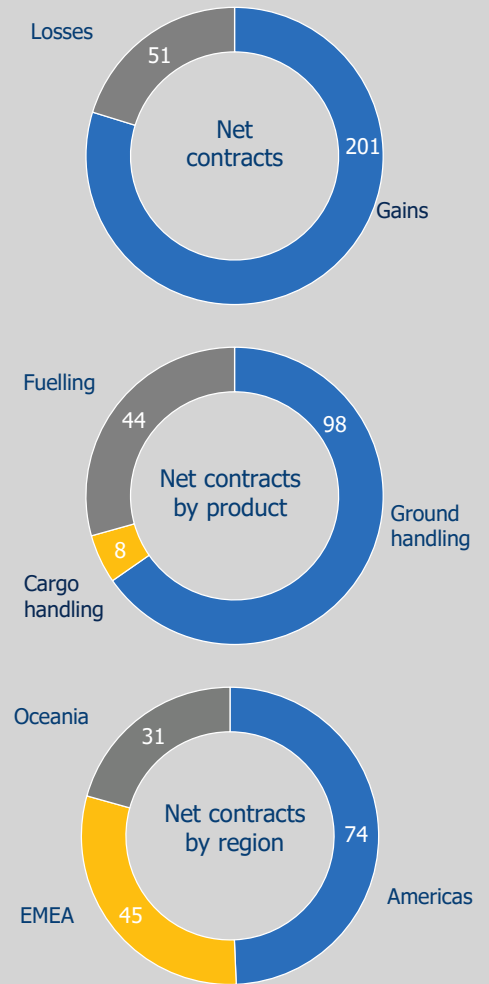 Losses
51
Net
contracts
201
Gains
Fuelling
44
98
Net contracts
by product
Ground
handling
8
Cargo
handling
Oceania
31
Net contracts
by region
74
Americas
EMEA
45